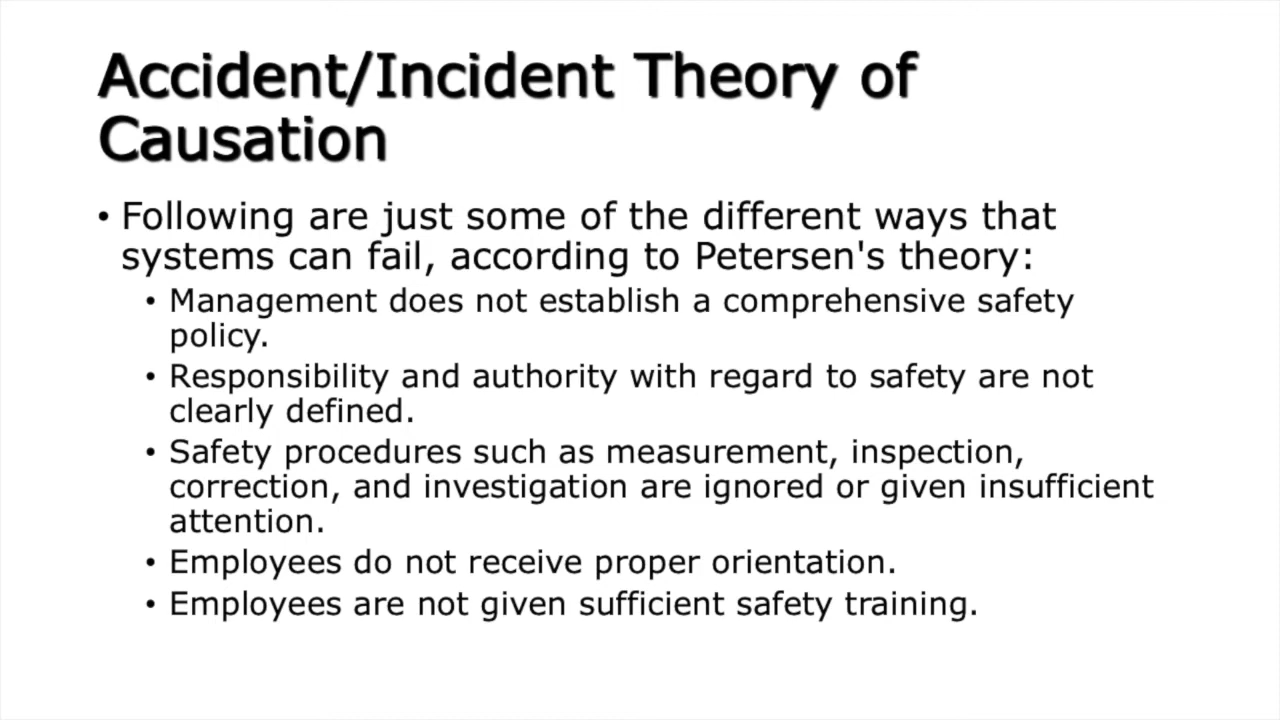 Accident/Incident Theory of
Causation
• Following are just some of the different ways that
systems can fail, according to Petersen's theory:
• Management does not establish a comprehensive safety
policy.
• Responsibility and authority with regard to safety are not
clearly defined.
• Safety procedures such as measurement, inspection,
correction, and investigation are ignored or given insufficient
attention.
• Employees do not receive proper orientation.
• Employees are not given sufficient safety training.